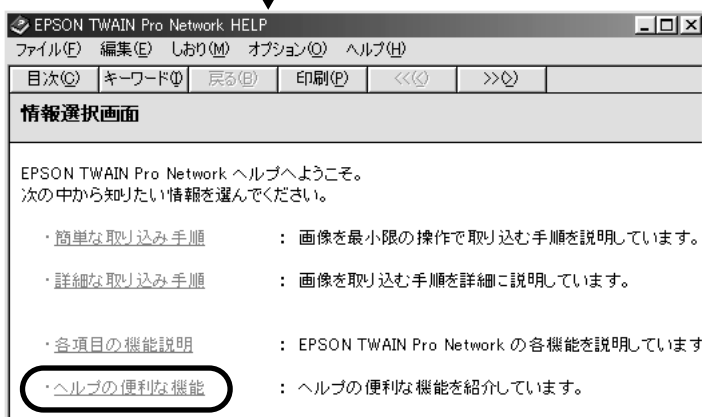 EPSON TWAIN Pro Network HELP
ファイル(F) 編集(E) しおり(M) オプション(O) ヘルプ(H)
目次(C) キーワード(I) 戻る(B) 印刷(P) <<(<) >>(>)
情報選択画面
EPSON TWAIN Pro Network ヘルプへようこそ。
次の中から知りたい情報を選んでください。
・簡単な取り込み手順 : 画像を最小限の操作で取り込む手順を説明しています。
・詳細な取り込み手順 : 画像を取り込む手順を詳細に説明しています。
・各項目の機能説明 : EPSON TWAIN Pro Network の各機能を説明しています
・ヘルプの便利な機能 : ヘルプの便利な機能を紹介しています。